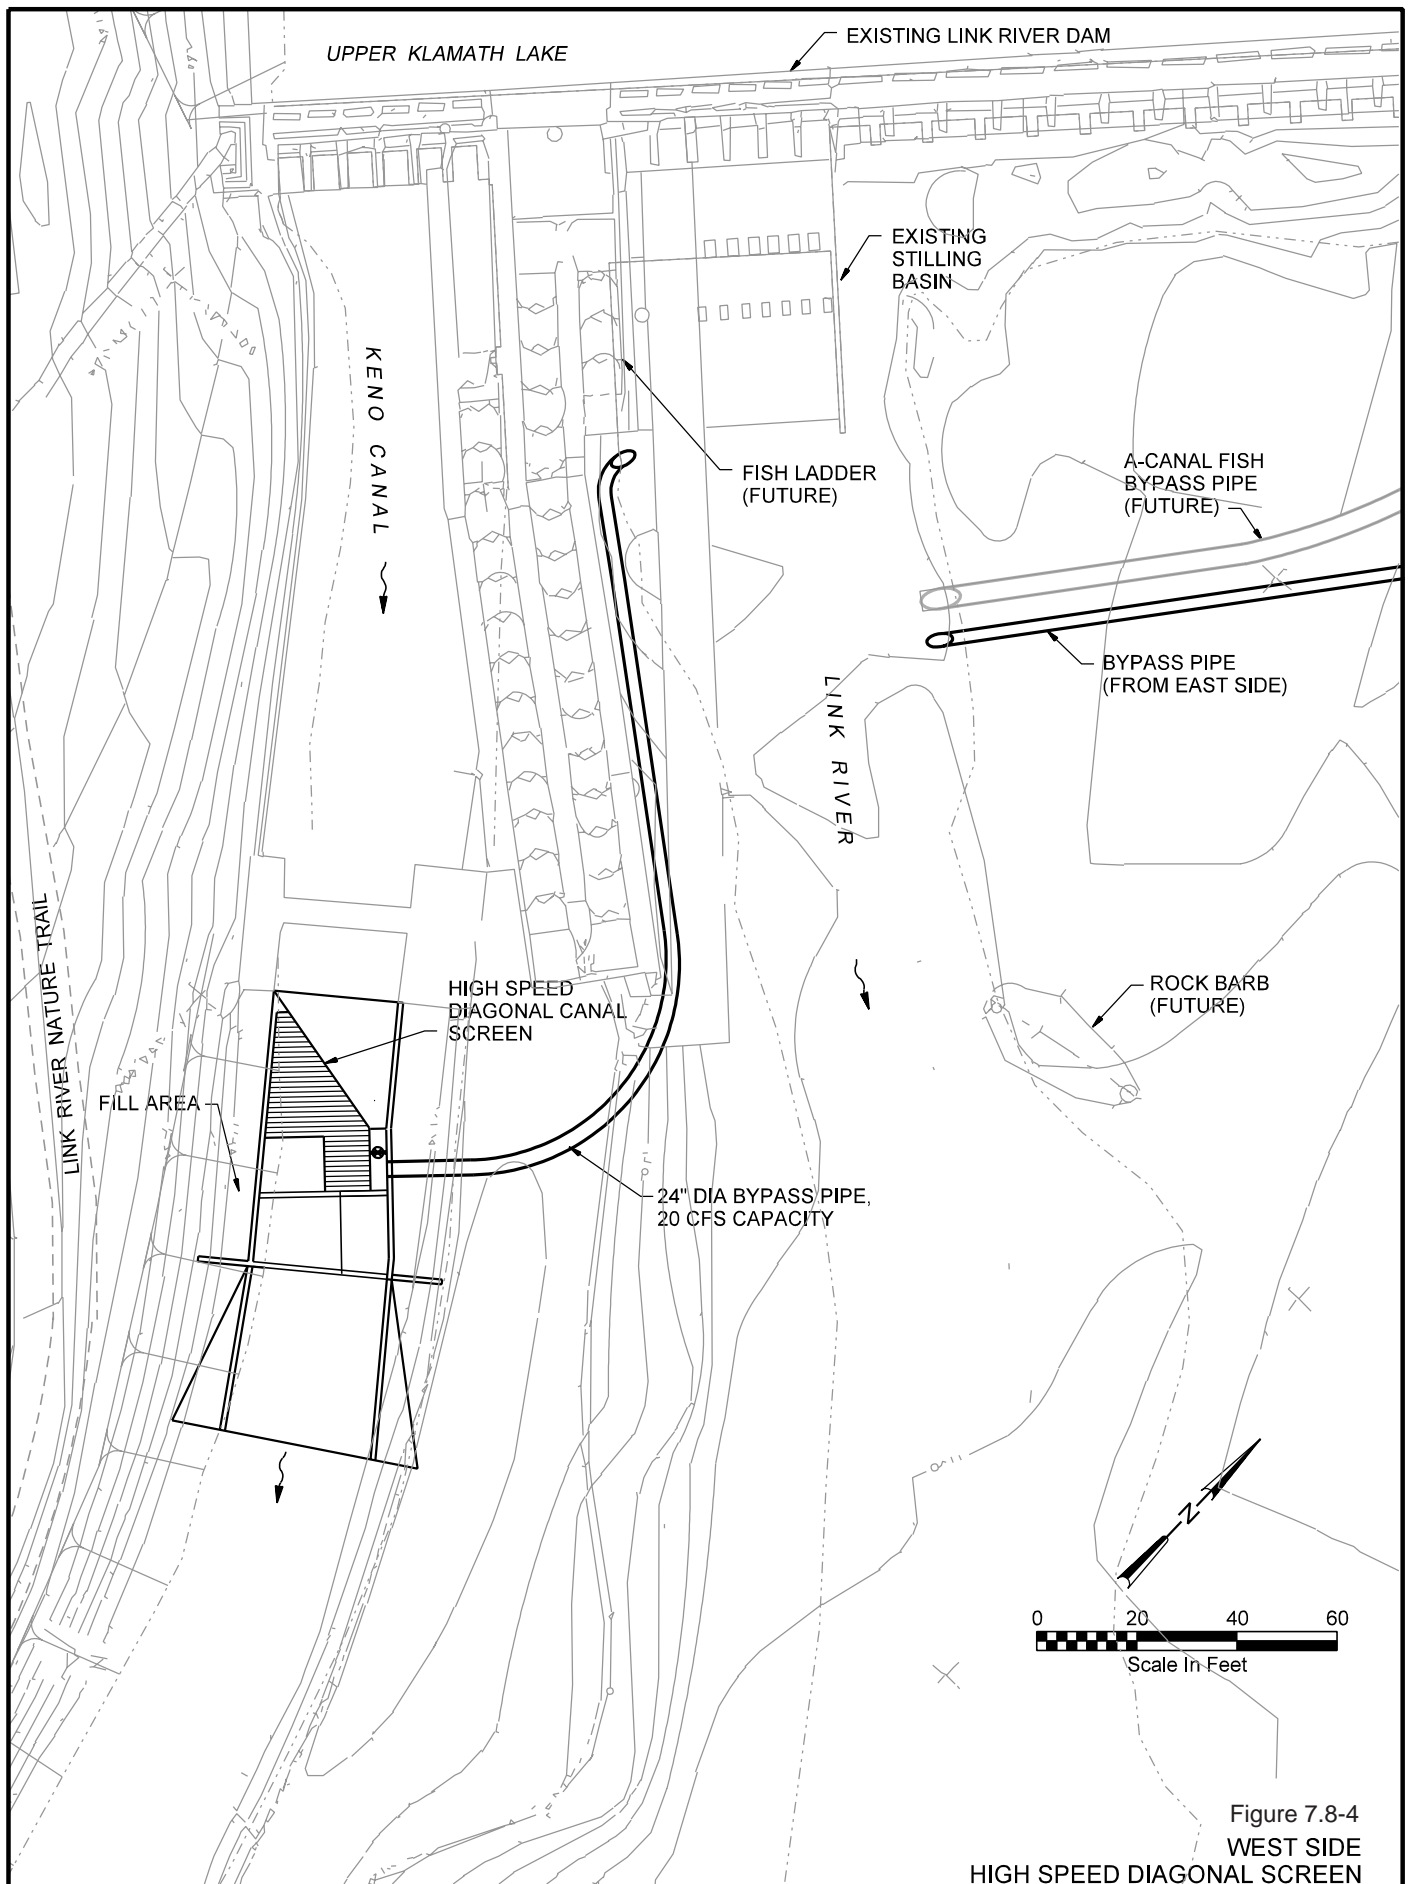 UPPER KLAMATH LAKE
EXISTING LINK RIVER DAM
EXISTING
STILLING
BASIN
KENO CANAL
FISH LADDER
(FUTURE)
A-CANAL FISH
BYPASS PIPE
(FUTURE)
BYPASS PIPE
(FROM EAST SIDE)
LINK RIVER
LINK RIVER NATURE TRAIL
HIGH SPEED
DIAGONAL CANAL
SCREEN
ROCK BARB
(FUTURE)
FILL AREA
24" DIA BYPASS PIPE,
20 CFS CAPACITY
N
0 20 40 60
Scale In Feet
Figure 7.8-4
WEST SIDE
HIGH SPEED DIAGONAL SCREEN